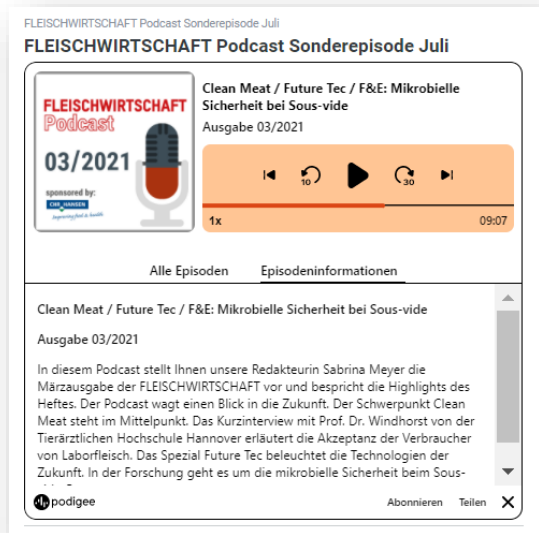 FLEISCHWIRTSCHAFT Podcast Sonderepisode Juli
FLEISCHWIRTSCHAFT Podcast Sonderepisode Juli
FLEISCHWIRTSCHAFT
Podcast
03/2021
sponsored by:
CHR HANSEN
Improving food & health
Clean Meat / Future Tec / F&E: Mikrobielle
Sicherheit bei Sous-vide
Ausgabe 03/2021
10
30
1x
09:07
Alle Episoden
Episodeninformationen
Clean Meat / Future Tec / F&E: Mikrobielle Sicherheit bei Sous-vide
Ausgabe 03/2021
In diesem Podcast stellt Ihnen unsere Redakteurin Sabrina Meyer die
Märzausgabe der FLEISCHWIRTSCHAFT vor und bespricht die Highlights des
Heftes. Der Podcast wagt einen Blick in die Zukunft. Der Schwerpunkt Clean
Meat steht im Mittelpunkt. Das Kurzinterview mit Prof. Dr. Windhorst von der
Tierärztlichen Hochschule Hannover erläutert die Akzeptanz der Verbraucher
von Laborfleisch. Das Spezial Future Tec beleuchtet die Technologien der
Zukunft. In der Forschung geht es um die mikrobielle Sicherheit beim Sous-
podigee
Abonnieren
Teilen